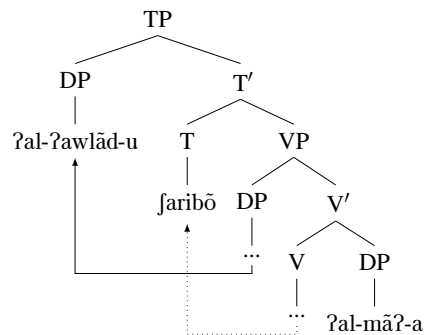 TP
DP T′
ʔal-ʔawlãd-u T VP
ʃaribõ DP V′
... V DP
... ʔal-mãʔ-a